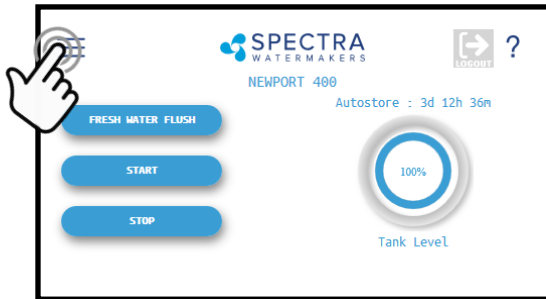 SPECTRA
WATERMAKERS
LOGOUT
?
NEWPORT 400
Autostore : 3d 12h 36m
FRESH WATER FLUSH
START
STOP
100%
Tank Level